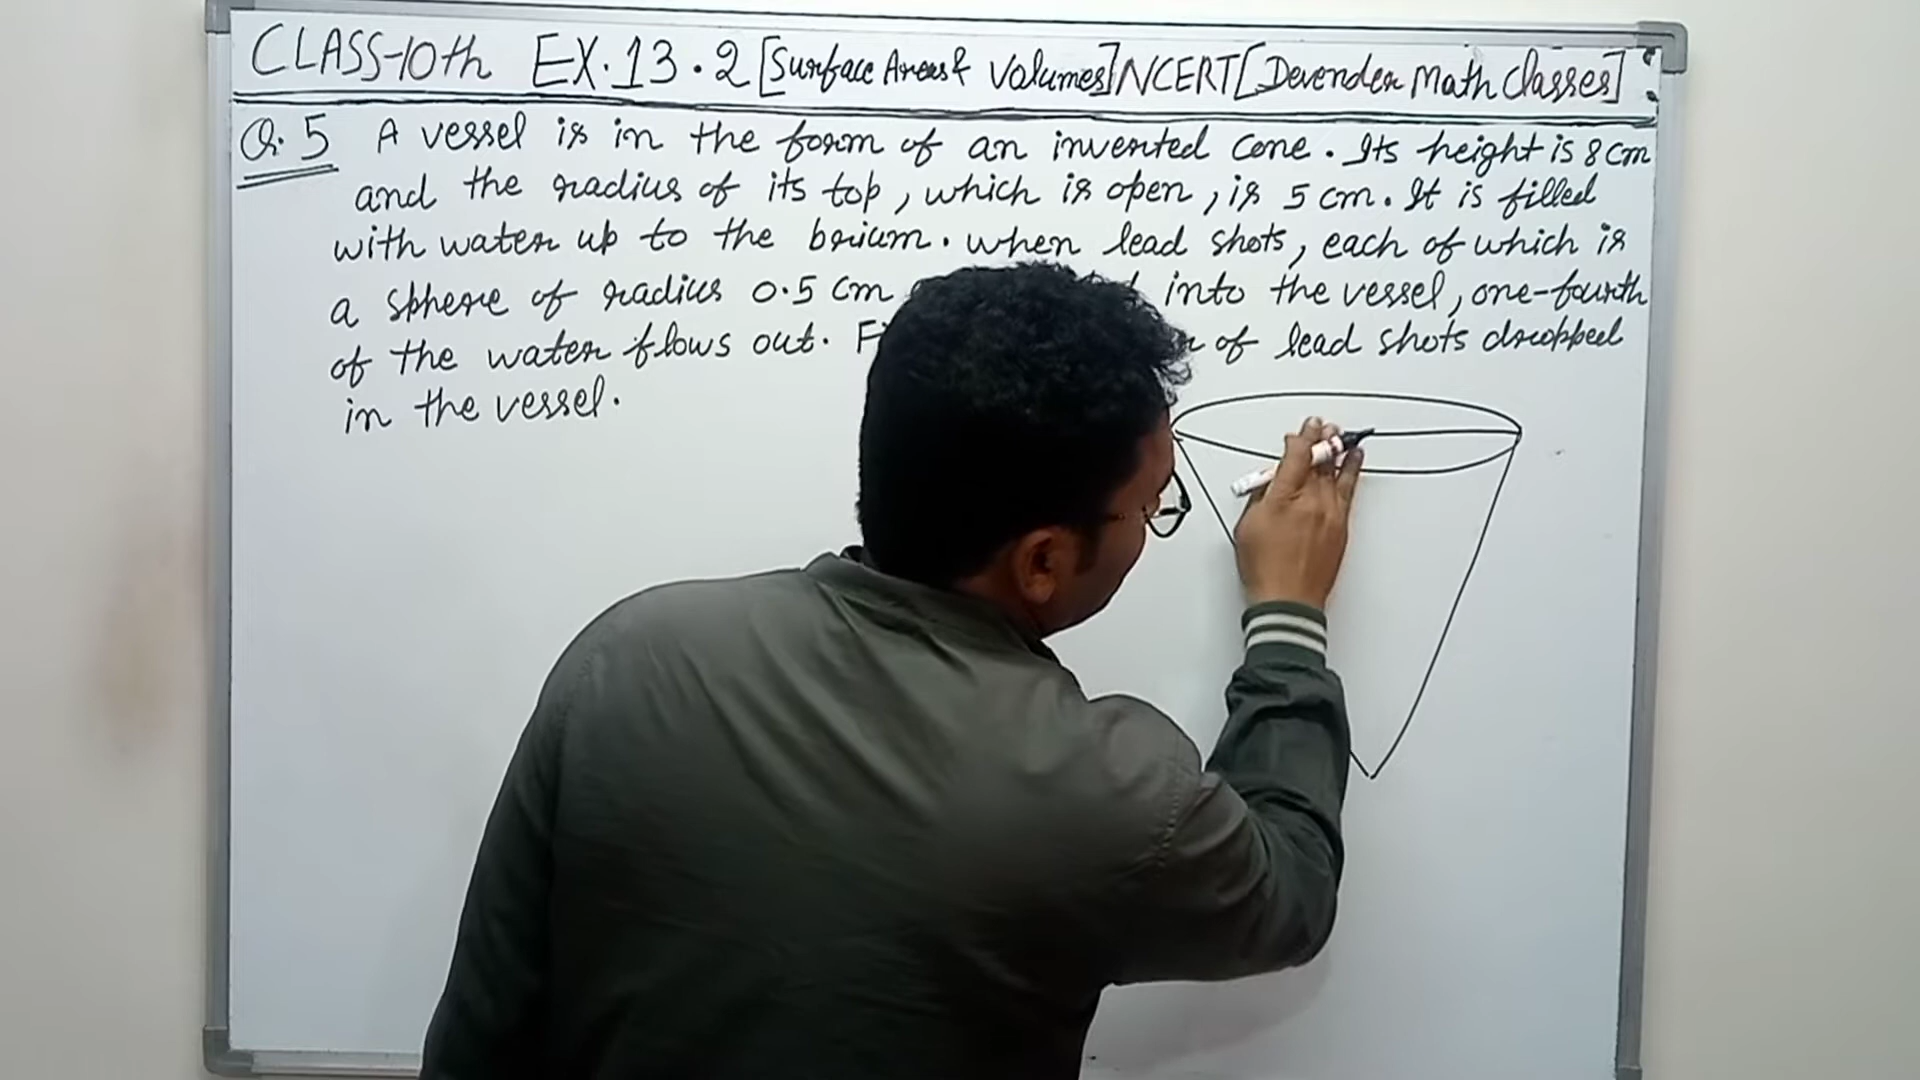 CLASS-10th EX.13.2 [Surface Areas & Volumes] NCERT [Devender Math Classes]
Q.5 A vessel is in the form of an inverted cone. Its height is 8 cm
and the radius of its top, which is open, is 5 cm. It is filled
with water up to the brium. when lead shots, each of which is
a sphere of radius 0.5 cm into the vessel, one-fourth
of the water flows out. of lead shots dropped
in the vessel.